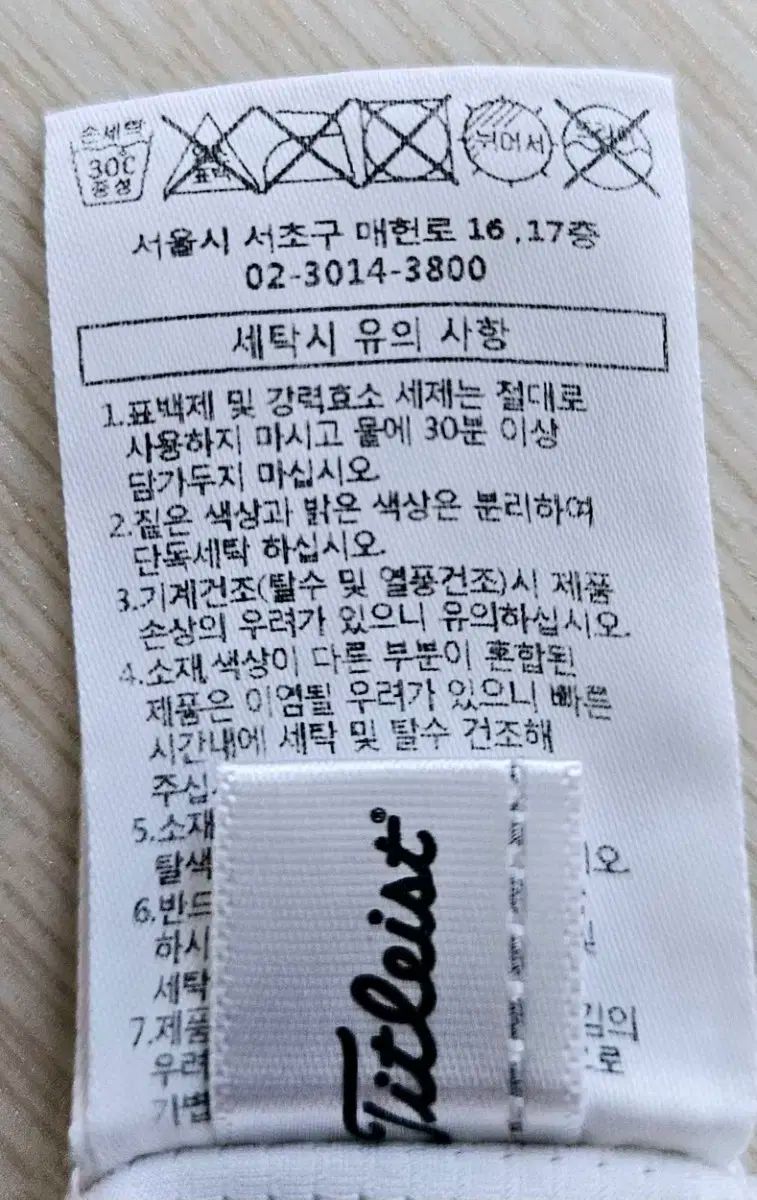 손세탁
30℃
중성
염소
표백
뉘어서
드라이
서울시 서초구 매헌로 16 ,17층
02-3014-3800
세탁시 유의 사항
1.표백제 및 강력효소 세제는 절대로
사용하지 마시고 물에 30분 이상
담가두지 마십시오.
2.짙은 색상과 밝은 색상은 분리하여
단독세탁 하십시오.
3.기계건조(탈수 및 열풍건조)시 제품
손상의 우려가 있으니 유의하십시오.
4.소재,색상이 다른 부분이 혼합된
제품은 이염될 우려가 있으니 빠른
시간내에 세탁 및 탈수 건조해
주십
5.소재
탈색 오.
6.반드
하시
세탁
7.제품 김의
우려 으로
기
Titleist®